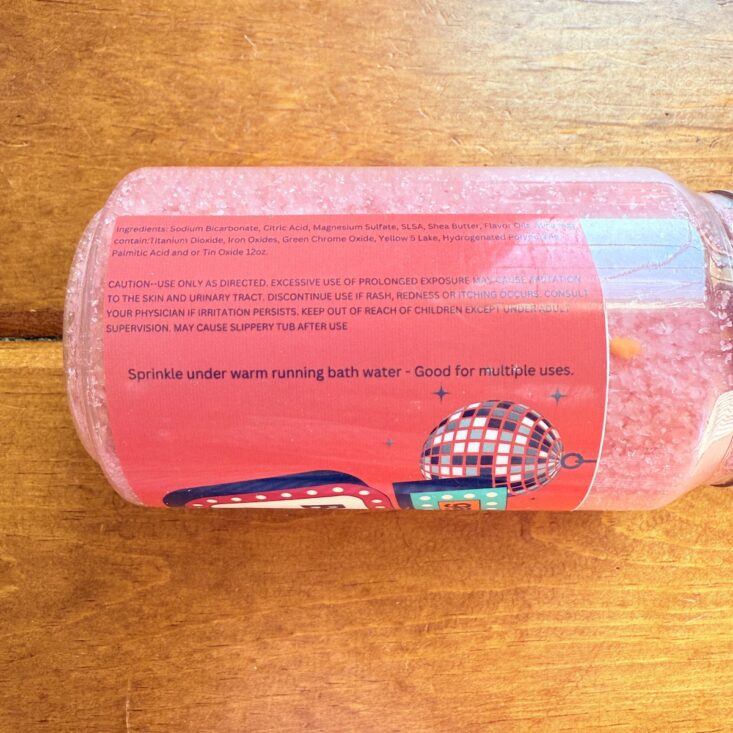 Ingredients: Sodium Bicarbonate, Citric Acid, Magnesium Sulfate, SLSA, Shea Butter, Flavor Oils. May also
contain:Titanium Dioxide, Iron Oxides, Green Chrome Oxide, Yellow 5 Lake, Hydrogenated
Palmitic Acid and or Tin Oxide 12oz.
CAUTION--USE ONLY AS DIRECTED. EXCESSIVE USE OF PROLONGED EXPOSURE MAY CAUSE IRRITATION
TO THE SKIN AND URINARY TRACT. DISCONTINUE USE IF RASH, REDNESS OR ITCHING OCCURS. CONSULT
YOUR PHYSICIAN IF IRRITATION PERSISTS. KEEP OUT OF REACH OF CHILDREN EXCEPT UNDER ADULT
SUPERVISION. MAY CAUSE SLIPPERY TUB AFTER USE
Sprinkle under warm running bath water - Good for multiple uses.